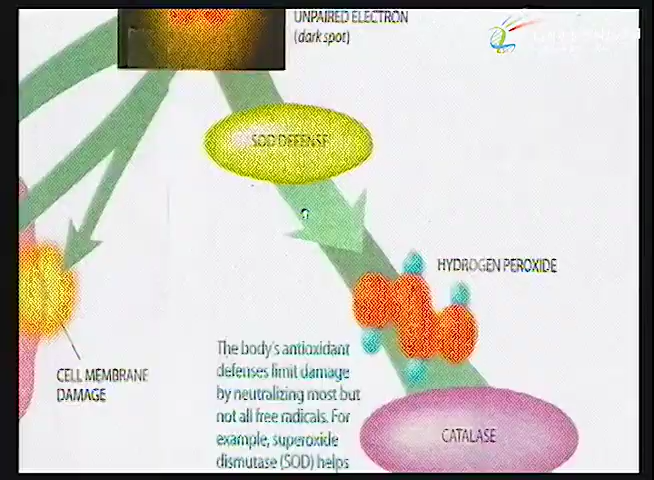 UNPAIRED ELECTRON
(dark spot)
SOD DEFENSE
HYDROGEN PEROXIDE
CELL MEMBRANE
DAMAGE
The body's antioxidant
defenses limit damage
by neutralizing most but
not all free radicals. For
example, superoxide
dismutase (SOD) helps
CATALASE